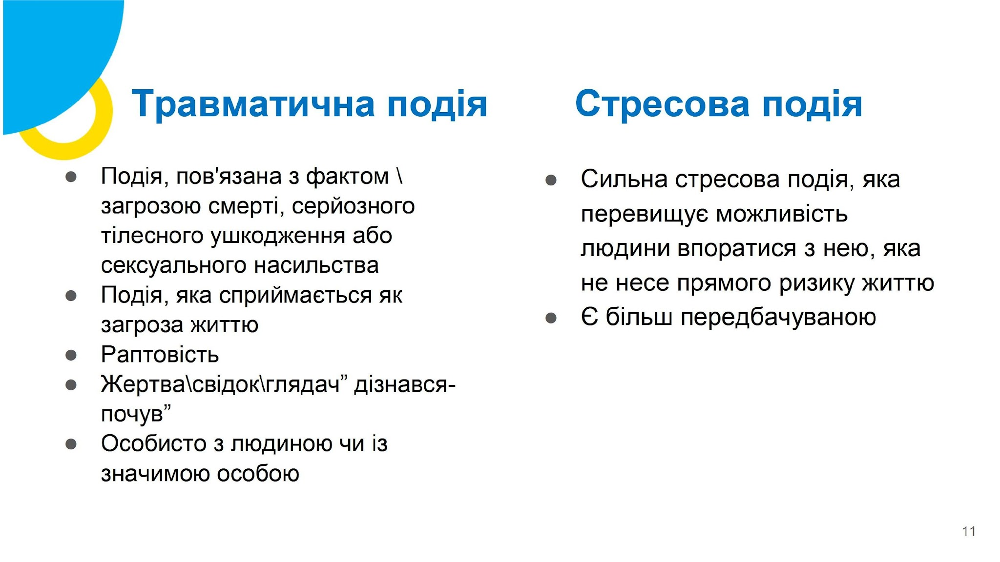 Травматична подія
Подія, пов'язана з фактом \
загрозою смерті, серйозного
тілесного ушкодження або
сексуального насильства
Подія, яка сприймається як
загроза життю
Раптовість
Жертва\свідок\глядач” дізнався-
почув”
Особисто з людиною чи із
значимою особою
Стресова подія
Сильна стресова подія, яка
перевищує можливість
людини впоратися з нею, яка
не несе прямого ризику життю
Є більш передбачуваною
11